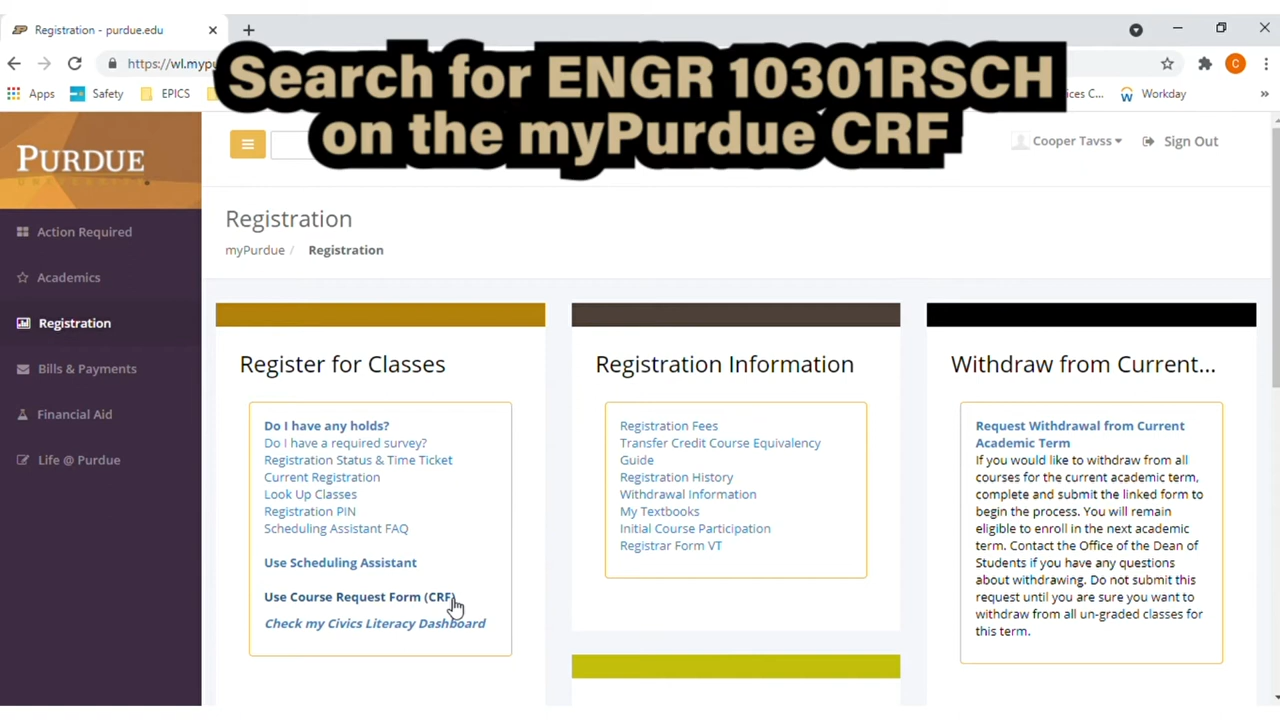 Registration - purdue.edu
Search for ENGR 10301RSCH
on the myPurdue CRF
https://wl.myp
Apps
Safety
EPICS
Workday
PURDUE
UNIVERSITY
Cooper Tavss
Sign Out
Action Required
Academics
Registration
Bills & Payments
Financial Aid
Life @ Purdue
Registration
myPurdue / Registration
Register for Classes
Do I have any holds?
Do I have a required survey?
Registration Status & Time Ticket
Current Registration
Look Up Classes
Registration PIN
Scheduling Assistant FAQ
Use Scheduling Assistant
Use Course Request Form (CRF)
Check my Civics Literacy Dashboard
Registration Information
Registration Fees
Transfer Credit Course Equivalency
Guide
Registration History
Withdrawal Information
My Textbooks
Initial Course Participation
Registrar Form VT
Withdraw from Current...
Request Withdrawal from Current
Academic Term
If you would like to withdraw from all
courses for the current academic term,
complete and submit the linked form to
begin the process. You will remain
eligible to enroll in the next academic
term. Contact the Office of the Dean of
Students if you have any questions
about withdrawing. Do not submit this
request until you are sure you want to
withdraw from all un-graded classes for
this term.